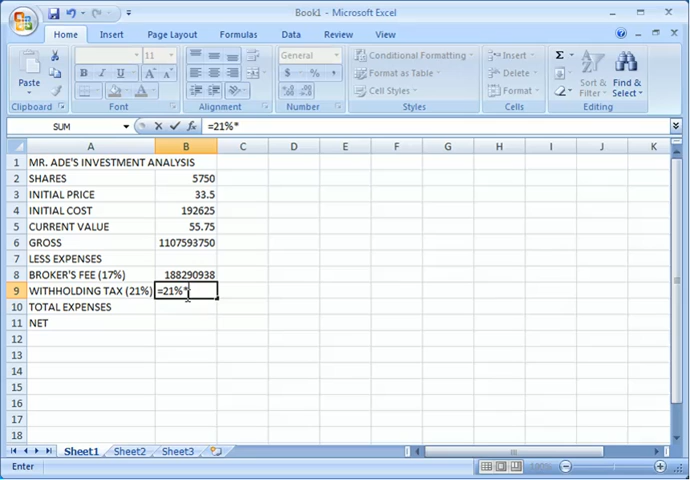 Book1 - Microsoft Excel
Home Insert Page Layout Formulas Data Review View
Paste
Clipboard
11
B I U A A
Font
Alignment
General
$ % ,
Number
Conditional Formatting
Format as Table
Cell Styles
Styles
Insert
Delete
Format
Cells
Σ
Sort & Filter
Find & Select
Editing
SUM fx =21%*
A B C D E F G H I J K
1 MR. ADE'S INVESTMENT ANALYSIS
2 SHARES 5750
3 INITIAL PRICE 33.5
4 INITIAL COST 192625
5 CURRENT VALUE 55.75
6 GROSS 1107593750
7 LESS EXPENSES
8 BROKER'S FEE (17%) 188290938
9 WITHHOLDING TAX (21%) =21%*
10 TOTAL EXPENSES
11 NET
12
13
14
15
16
17
18
Sheet1 Sheet2 Sheet3
Enter 100%